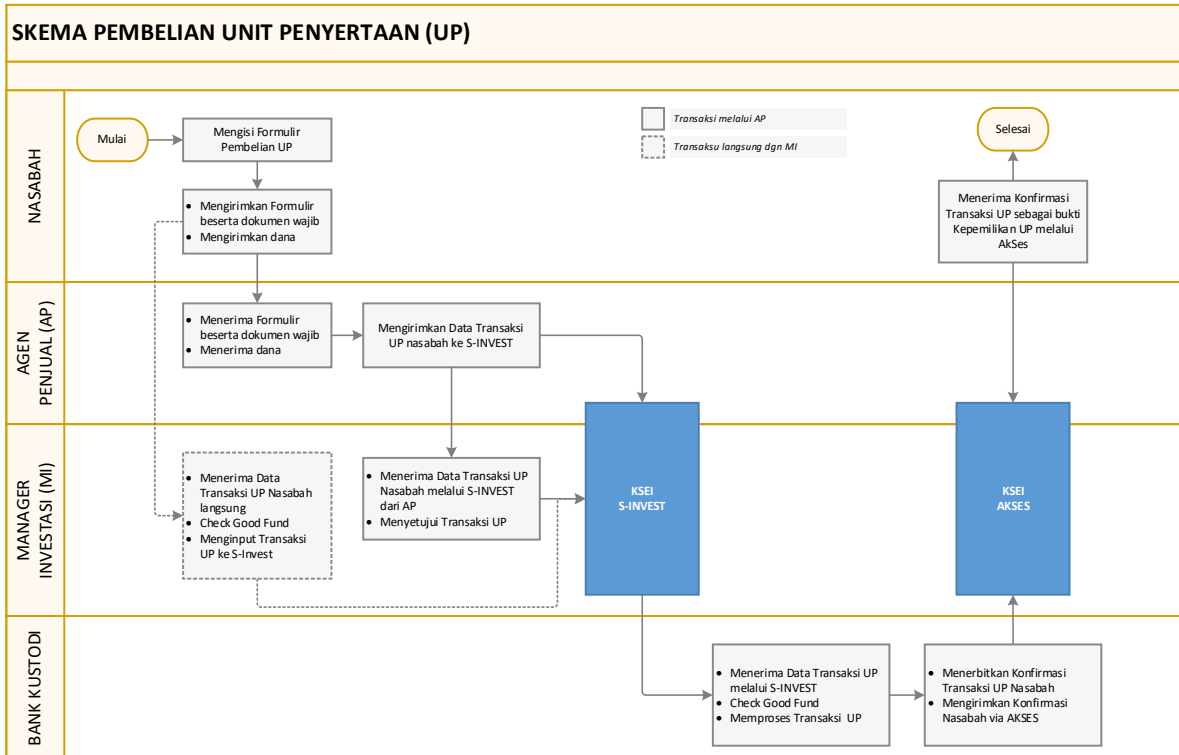 SKEMA PEMBELIAN UNIT PENYERTAAN (UP)
NASABAH
Mulai
Mengisi Formulir
Pembelian UP
Transaksi melalui AP
Transaksu langsung dgn MI
Selesai
• Mengirimkan Formulir
beserta dokumen wajib
• Mengirimkan dana
Menerima Konfirmasi
Transaksi UP sebagai bukti
Kepemilikan UP melalui
AkSes
AGEN
PENJUAL (AP)
• Menerima Formulir
beserta dokumen wajib
• Menerima dana
Mengirimkan Data Transaksi
UP nasabah ke S-INVEST
MANAGER
INVESTASI (MI)
• Menerima Data
Transaksi UP Nasabah
langsung
• Check Good Fund
• Menginput Transaksi
UP ke S-Invest
• Menerima Data Transaksi UP
Nasabah melalui S-INVEST
dari AP
• Menyetujui Transaksi UP
KSEI
S-INVEST
KSEI
AKSES
BANK KUSTODI
• Menerima Data Transaksi UP
melalui S-INVEST
• Check Good Fund
• Memproses Transaksi UP
• Menerbitkan Konfirmasi
Transaksi UP Nasabah
• Mengirimkan Konfirmasi
Nasabah via AKSES